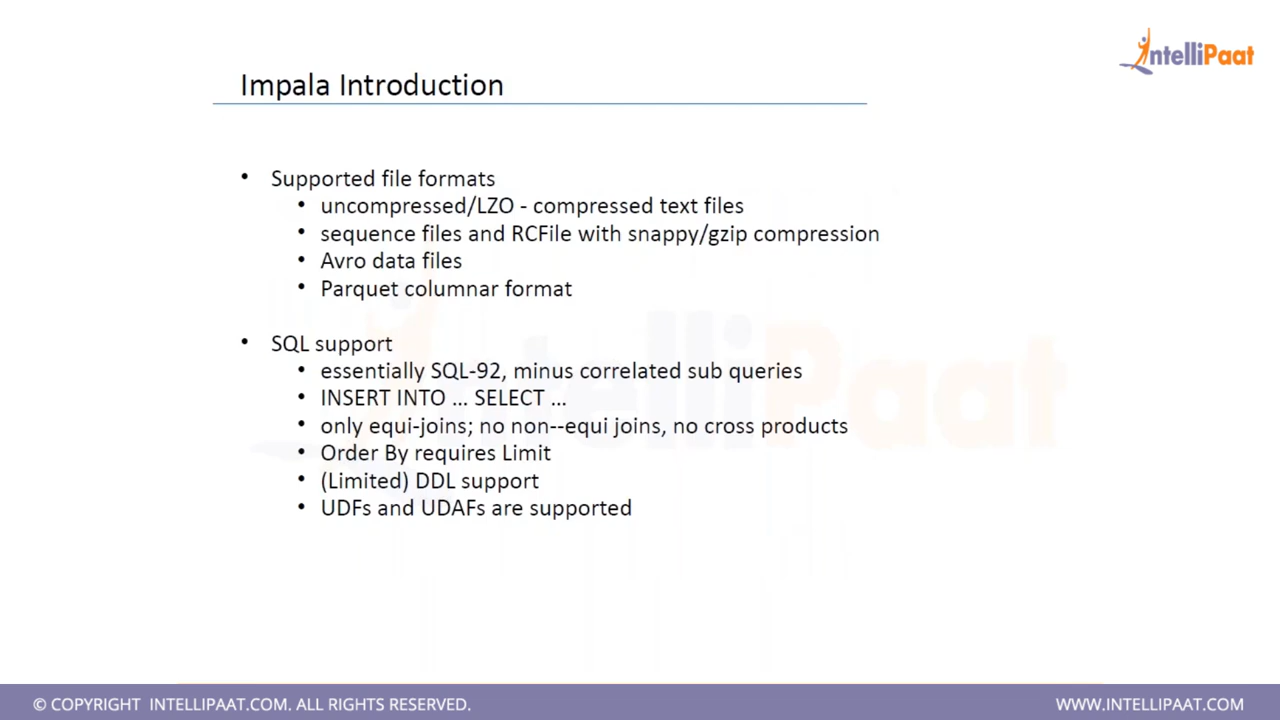 IntelliPaat
Impala Introduction
• Supported file formats
• uncompressed/LZO - compressed text files
• sequence files and RCFile with snappy/gzip compression
• Avro data files
• Parquet columnar format
• SQL support
• essentially SQL-92, minus correlated sub queries
• INSERT INTO ... SELECT ...
• only equi-joins; no non--equi joins, no cross products
• Order By requires Limit
• (Limited) DDL support
• UDFs and UDAFs are supported
IntelliPaat
© COPYRIGHT INTELLIPAAT.COM. ALL RIGHTS RESERVED.
WWW.INTELLIPAAT.COM